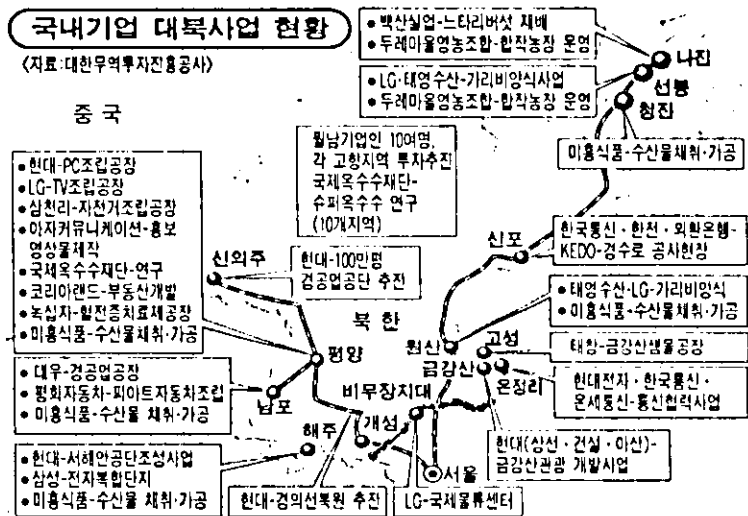 국내기업 대북사업 현황
〈자료:대한무역투자진흥공사〉
중국
●백산실업-느타리버섯 재배
●두레마을영농조합-합작농장 운영
나진
●LG·태영수산-가리비양식사업
●두레마을영농조합-합작농장 운영
선봉
청진
미흥식품-수산물채취·가공
월남기업인 10여명,
각 고향지역 투자추진
국제옥수수재단-
슈퍼옥수수 연구
(10개지역)
●현대-PC조립공장
●LG-TV조립공장
●삼천리-자전거조립공장
●아자커뮤니케이션-홍보
영상물제작
●국제옥수수재단-연구
●코리아랜드-부동산개발
●녹십자-혈전증치료제공장
●미흥식품-수산물채취·가공
신의주
현대-100만평
경공업공단 추진
신포
한국통신·한전·외환은행-
KEDO-경수로 공사현장
북한
●태영수산·LG-가리비양식
●미흥식품-수산물채취·가공
평양
원산
고성
태창-금강산샘물공장
금강산
온정리
현대전자·한국통신·
온세통신-통신협력사업
●대우-경공업공장
●평화자동차-피아트자동차조립
●미흥식품-수산물 채취·가공
남포
비무장지대
개성
해주
서울
현대(상선·건설·아산)-
금강산관광 개발사업
●현대-서해안공단조성사업
●삼성-전자복합단지
●미흥식품-수산물 채취·가공
현대-경의선복원 추진
LG-국제물류센터